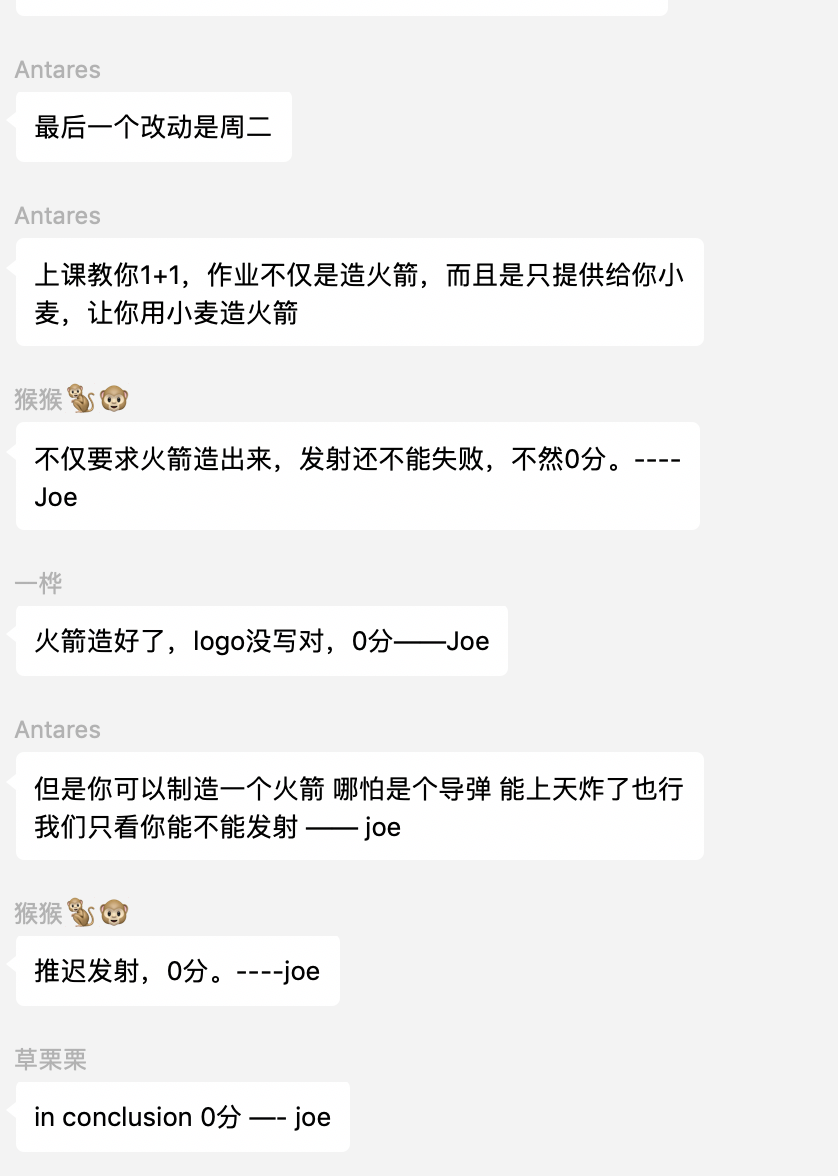 Antares
最后一个改动是周二
Antares
上课教你1+1，作业不仅是造火箭，而且是只提供给你小
麦，让你用小麦造火箭
猴猴🐒🐵
不仅要求火箭造出来，发射还不能失败，不然0分。----
Joe
一桦
火箭造好了，logo没写对，0分——Joe
Antares
但是你可以制造一个火箭 哪怕是个导弹 能上天炸了也行
我们只看你能不能发射 —— joe
猴猴🐒🐵
推迟发射，0分。----joe
草栗栗
in conclusion 0分 —- joe